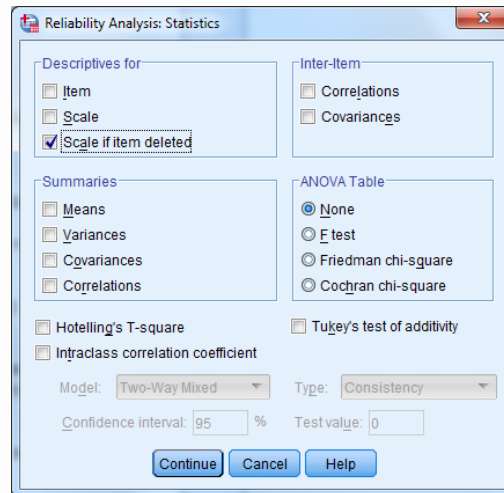 Reliability Analysis: Statistics
Descriptives for
Item
Scale
Scale if item deleted
Inter-Item
Correlations
Covariances
Summaries
Means
Variances
Covariances
Correlations
ANOVA Table
None
F test
Friedman chi-square
Cochran chi-square
Hotelling's T-square
Tukey's test of additivity
Intraclass correlation coefficient
Model: Two-Way Mixed Type: Consistency
Confidence interval: 95 % Test value: 0
Continue Cancel Help